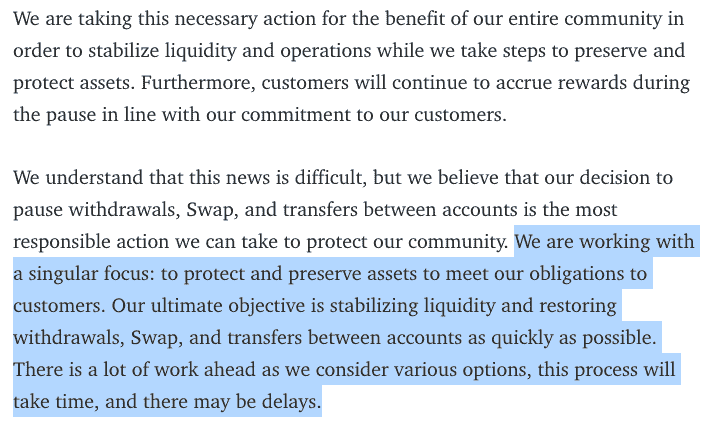 We are taking this necessary action for the benefit of our entire community in
order to stabilize liquidity and operations while we take steps to preserve and
protect assets. Furthermore, customers will continue to accrue rewards during
the pause in line with our commitment to our customers.
We understand that this news is difficult, but we believe that our decision to
pause withdrawals, Swap, and transfers between accounts is the most
responsible action we can take to protect our community. We are working with
a singular focus: to protect and preserve assets to meet our obligations to
customers. Our ultimate objective is stabilizing liquidity and restoring
withdrawals, Swap, and transfers between accounts as quickly as possible.
There is a lot of work ahead as we consider various options, this process will
take time, and there may be delays.